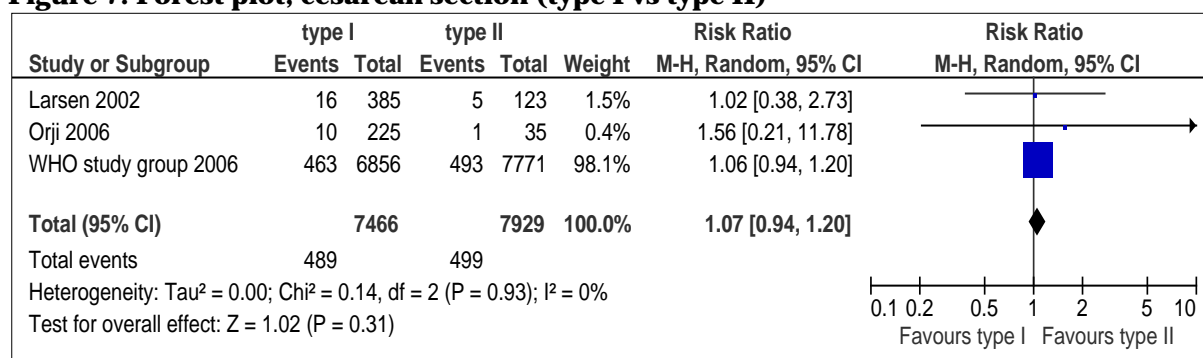 Figure 7: Forest plot, cesarean section (type I vs type II)
type I type II Risk Ratio Risk Ratio
Study or Subgroup Events Total Events Total Weight M-H, Random, 95% CI M-H, Random, 95% CI
Larsen 2002 16 385 5 123 1.5% 1.02 [0.38, 2.73]
Orji 2006 10 225 1 35 0.4% 1.56 [0.21, 11.78]
WHO study group 2006 463 6856 493 7771 98.1% 1.06 [0.94, 1.20]
Total (95% CI) 7466 7929 100.0% 1.07 [0.94, 1.20]
Total events 489 499
Heterogeneity: Tau² = 0.00; Chi² = 0.14, df = 2 (P = 0.93); I² = 0%
Test for overall effect: Z = 1.02 (P = 0.31)
0.1 0.2 0.5 1 2 5 10
Favours type I Favours type II